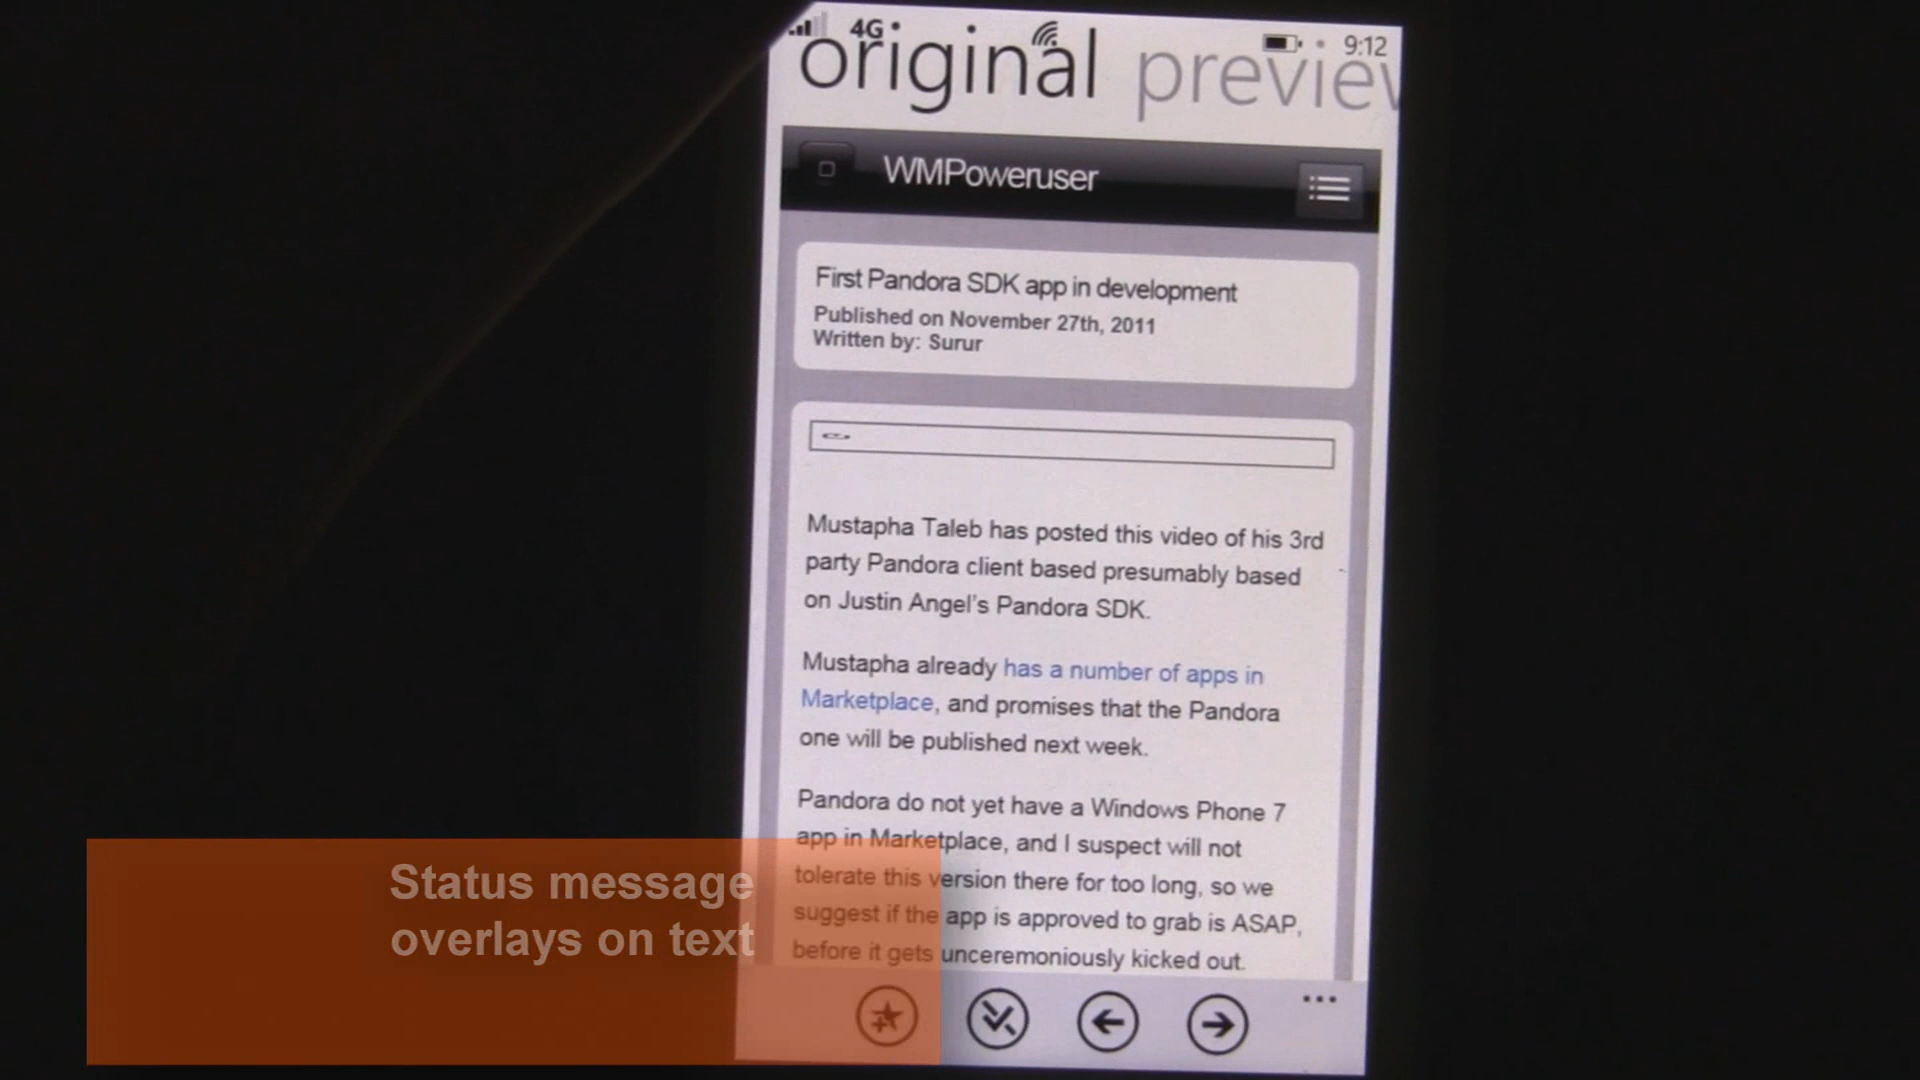 4G 9:12
original preview
WMPoweruser
First Pandora SDK app in development
Published on November 27th, 2011
Written by: Surur
Mustapha Taleb has posted this video of his 3rd
party Pandora client based presumably based
on Justin Angel's Pandora SDK.
Mustapha already has a number of apps in
Marketplace, and promises that the Pandora
one will be published next week.
Pandora do not yet have a Windows Phone 7
app in Marketplace, and I suspect will not
tolerate this version there for too long, so we
suggest if the app is approved to grab is ASAP,
before it gets unceremoniously kicked out.
Status message
overlays on text